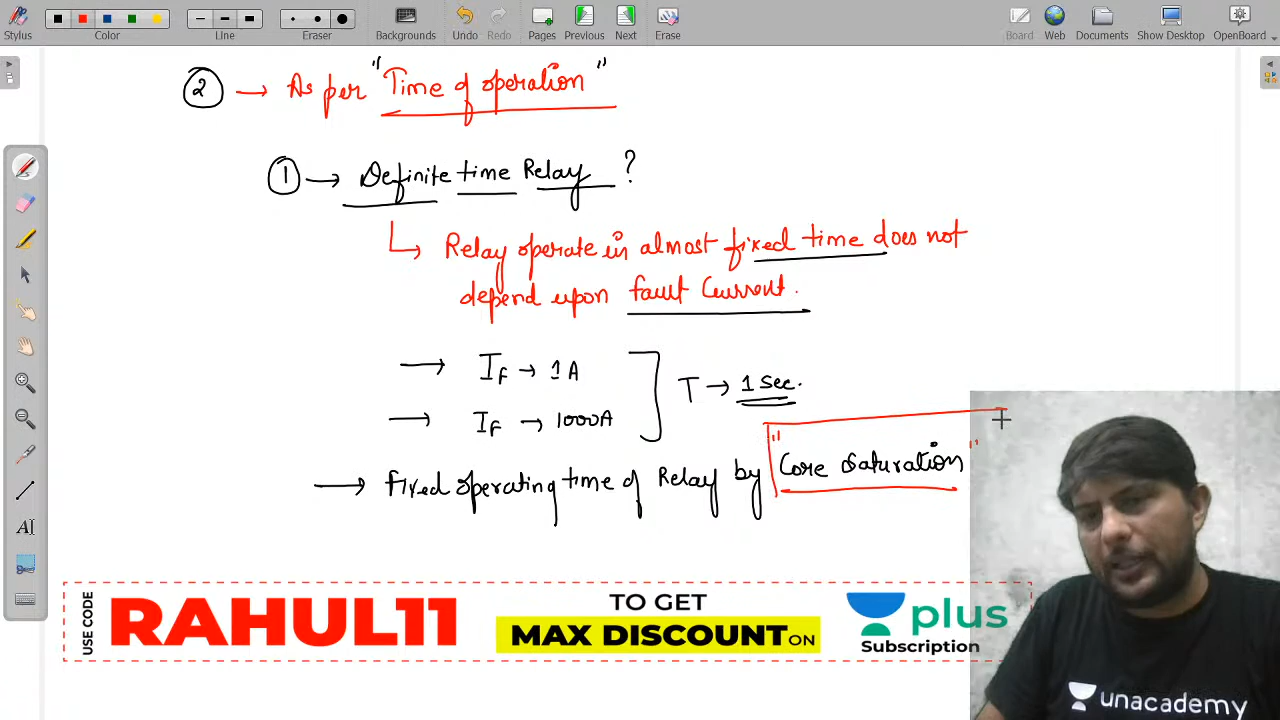 Stylus
Color
Line
Eraser
Backgrounds
Undo
Redo
Pages
Previous
Next
Erase
Board
Web
Documents
Show Desktop
OpenBoard
② → As per "Time of operation"
① → Definite time Relay ?
↳ Relay operate in almost fixed time does not
depend upon fault Current.
→ IF → 1A
→ IF → 1000A
T → 1 sec.
→ fixed operating time of Relay by "Core Saturation"
USE CODE
RAHUL11
TO GET
MAX DISCOUNT ON
plus
Subscription
unacademy